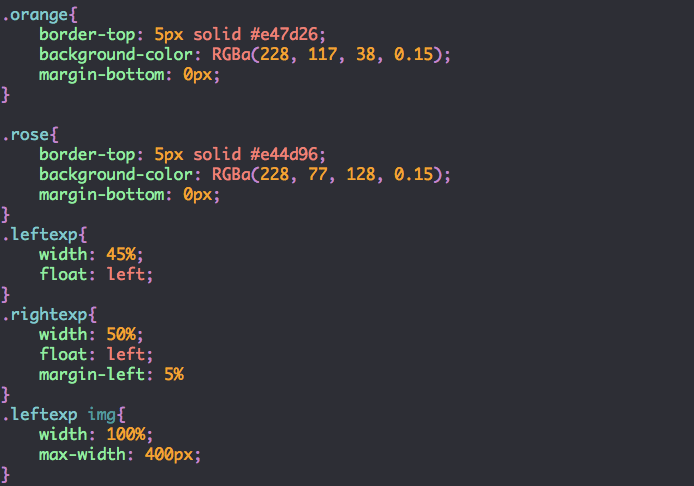 .orange{
    border-top: 5px solid #e47d26;
    background-color: RGBa(228, 117, 38, 0.15);
    margin-bottom: 0px;
}

.rose{
    border-top: 5px solid #e44d96;
    background-color: RGBa(228, 77, 128, 0.15);
    margin-bottom: 0px;
}
.leftexp{
    width: 45%;
    float: left;
}
.rightexp{
    width: 50%;
    float: left;
    margin-left: 5%
}
.leftexp img{
    width: 100%;
    max-width: 400px;
}